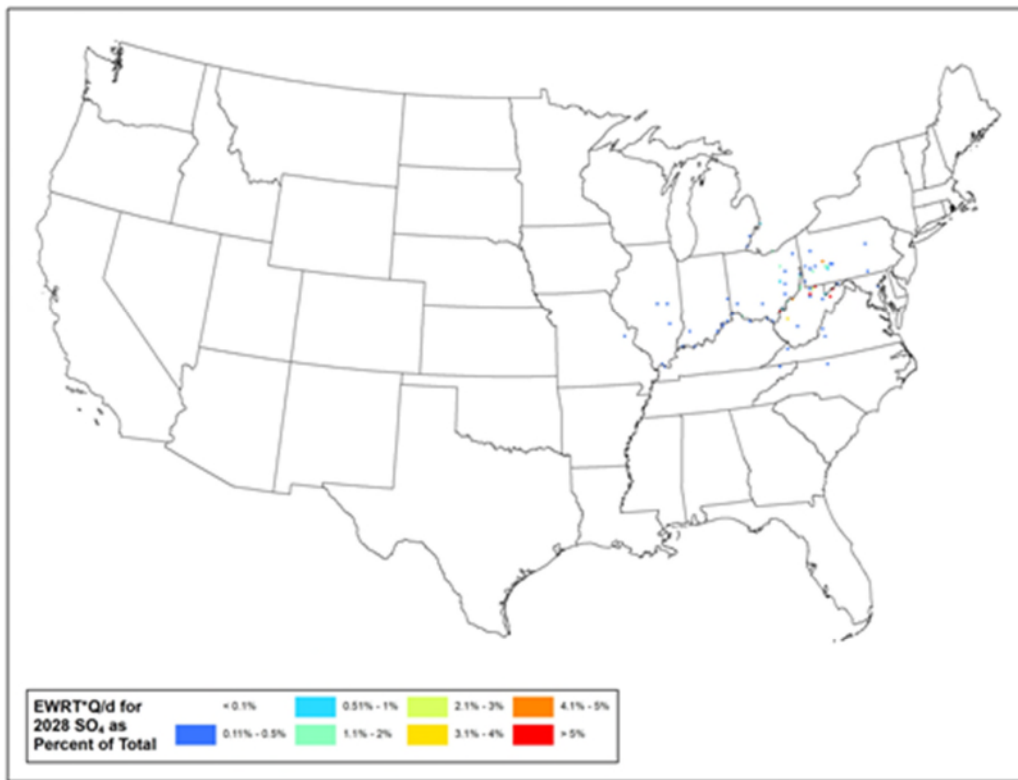 EWRT*Q/d for
2028 SO₄ as
Percent of Total
< 0.1%
0.51% - 1%
2.1% - 3%
4.1% - 5%
0.11% - 0.5%
1.1% - 2%
3.1% - 4%
> 5%